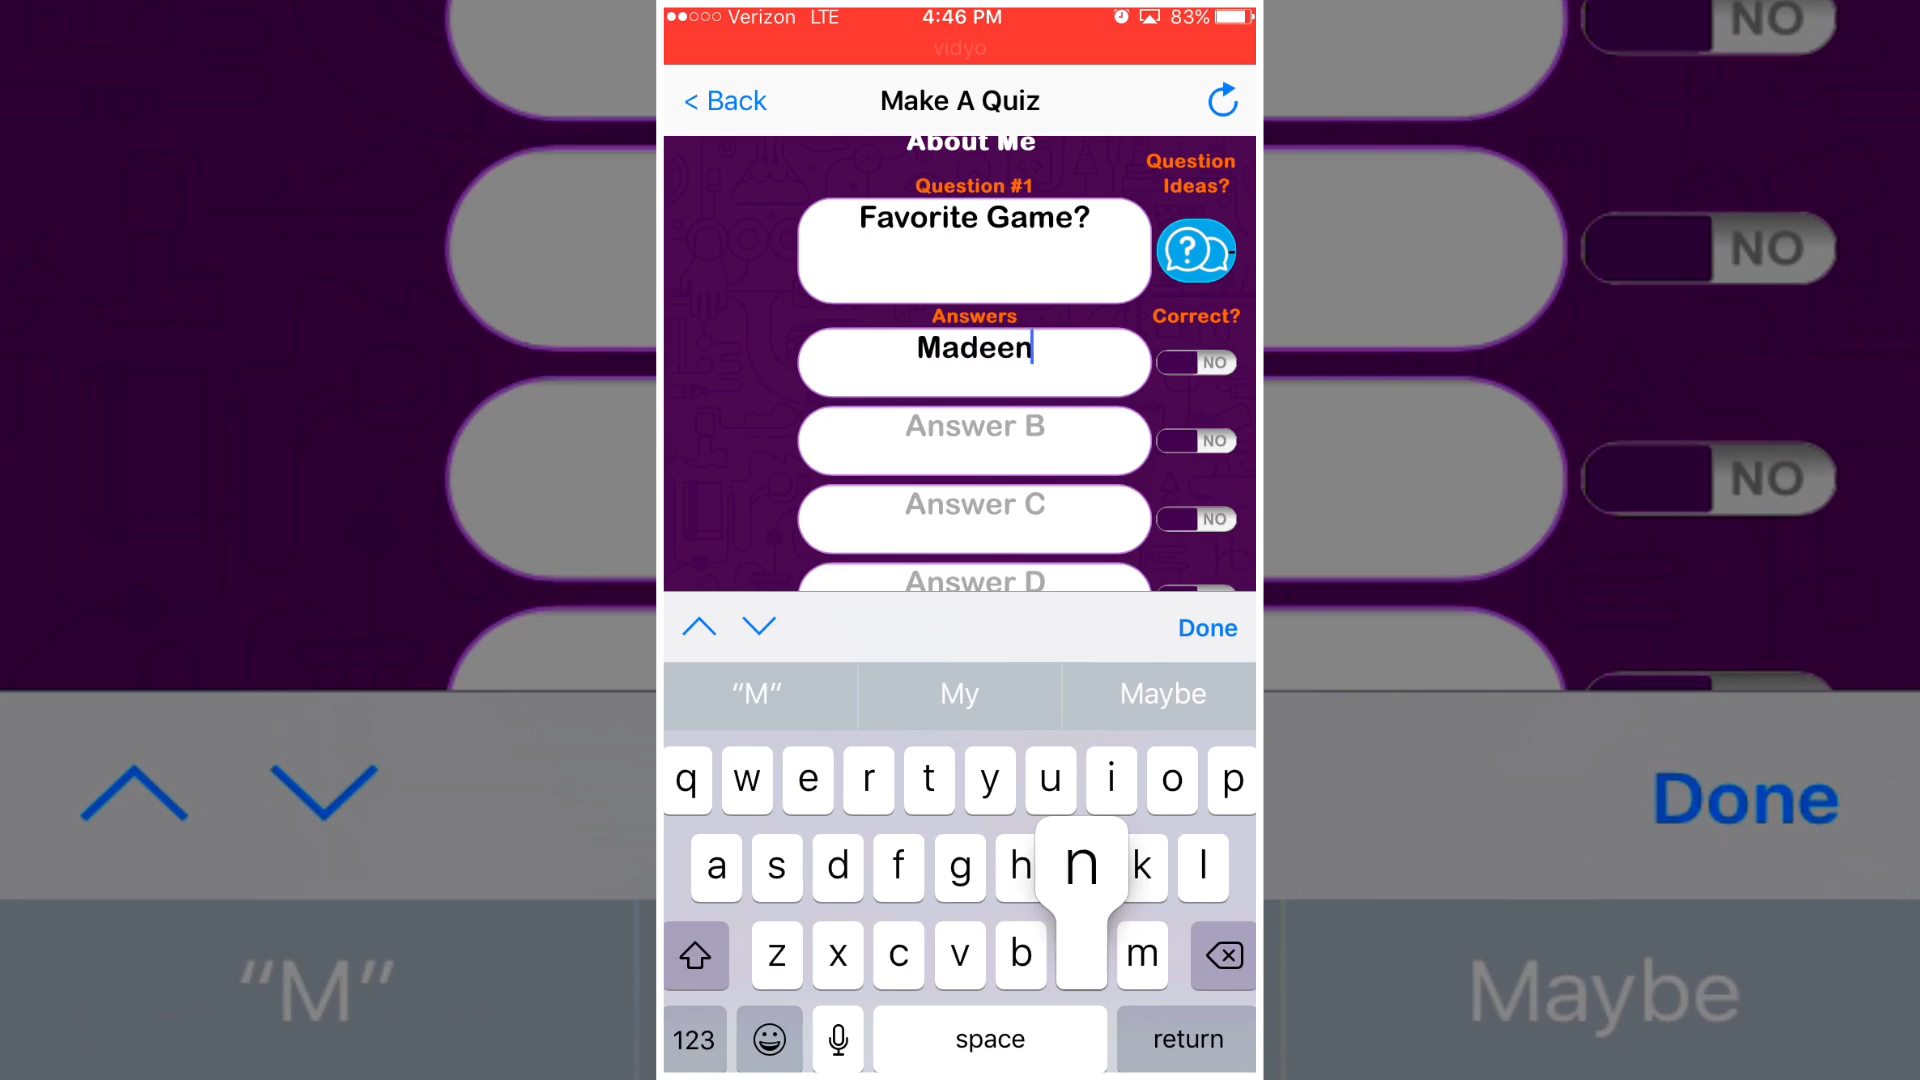 Verizon LTE 4:46 PM 83%
vidyo
< Back Make A Quiz
About Me
Question Ideas?
Question #1
Favorite Game?
Answers Correct?
Madeen NO
Answer B NO
Answer C NO
Answer D
Done
“M” My Maybe
q w e r t y u i o p
a s d f g h n k l
z x c v b m
123 space return
NO
NO
NO
Done
“M” Maybe